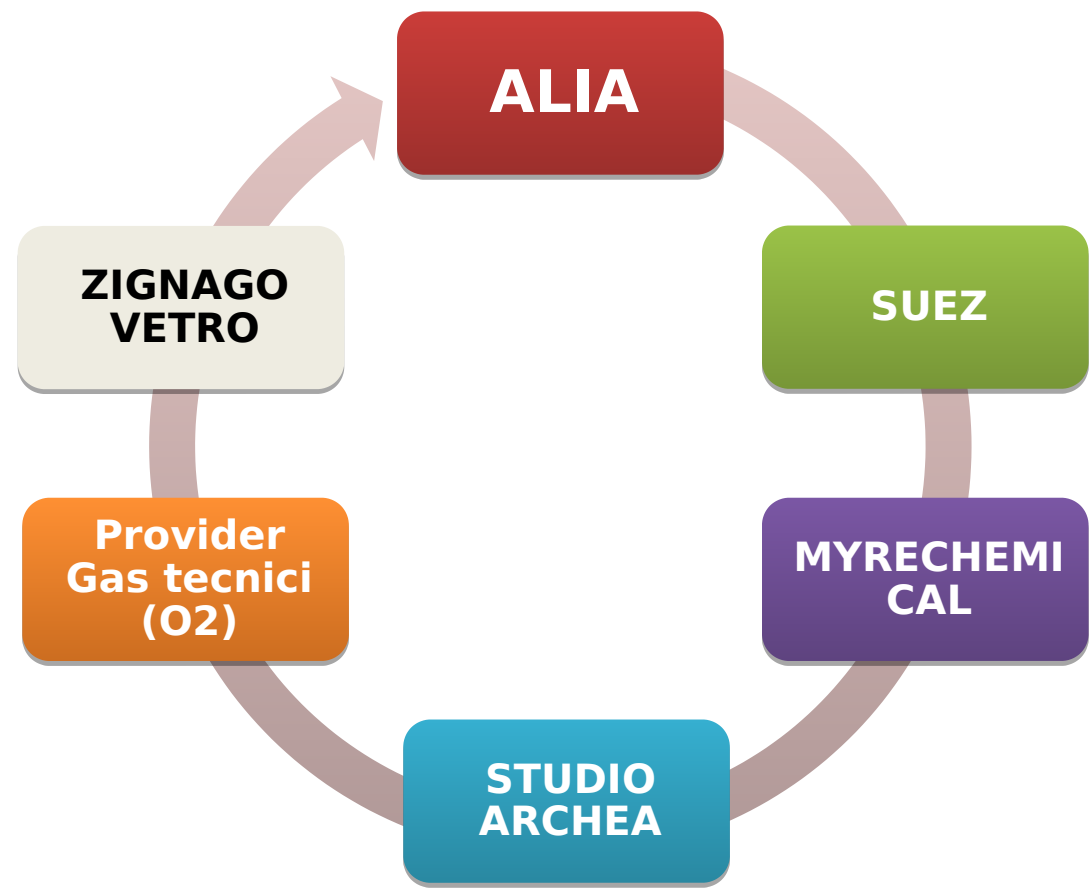 ALIA
SUEZ
MYRECHEMI
CAL
STUDIO
ARCHEA
Provider
Gas tecnici
(O2)
ZIGNAGO
VETRO